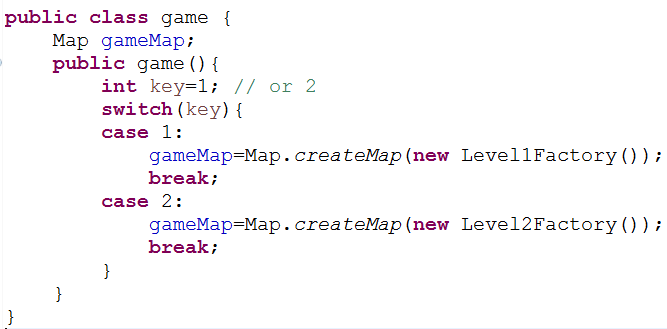 public class game {
    Map gameMap;
    public game(){
        int key=1; // or 2
        switch(key){
        case 1:
            gameMap=Map.createMap(new Level1Factory());
            break;
        case 2:
            gameMap=Map.createMap(new Level2Factory());
            break;
        }
    }
}